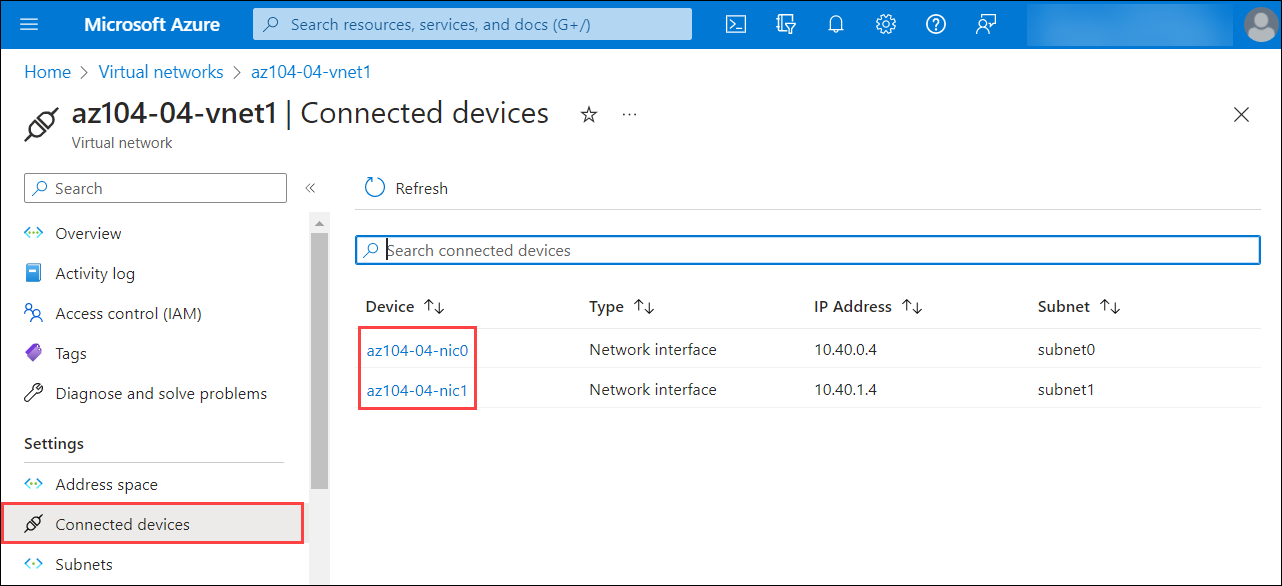 Microsoft Azure
Search resources, services, and docs (G+/)
Home > Virtual networks > az104-04-vnet1
az104-04-vnet1 | Connected devices
Virtual network
Search
Refresh
Overview
Activity log
Access control (IAM)
Tags
Diagnose and solve problems
Settings
Address space
Connected devices
Subnets
Search connected devices
Device Type IP Address Subnet
az104-04-nic0 Network interface 10.40.0.4 subnet0
az104-04-nic1 Network interface 10.40.1.4 subnet1